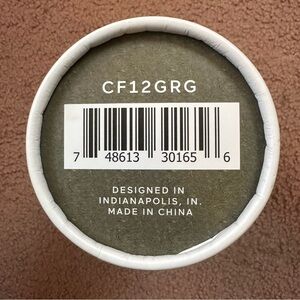 CF12GRG
7 48613 30165 6
DESIGNED IN
INDIANAPOLIS, IN.
MADE IN CHINA